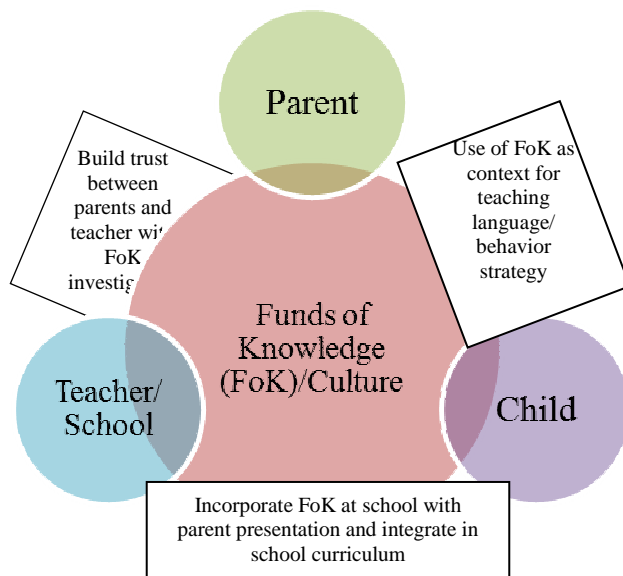 Parent
Build trust
between
parents and
teacher
FoK
Use of FoK as
context for
teaching
language/
behavior
strategy
Funds of
Knowledge
(FoK)/Culture
Teacher/
School
Child
Incorporate FoK at school with
parent presentation and integrate in
school curriculum